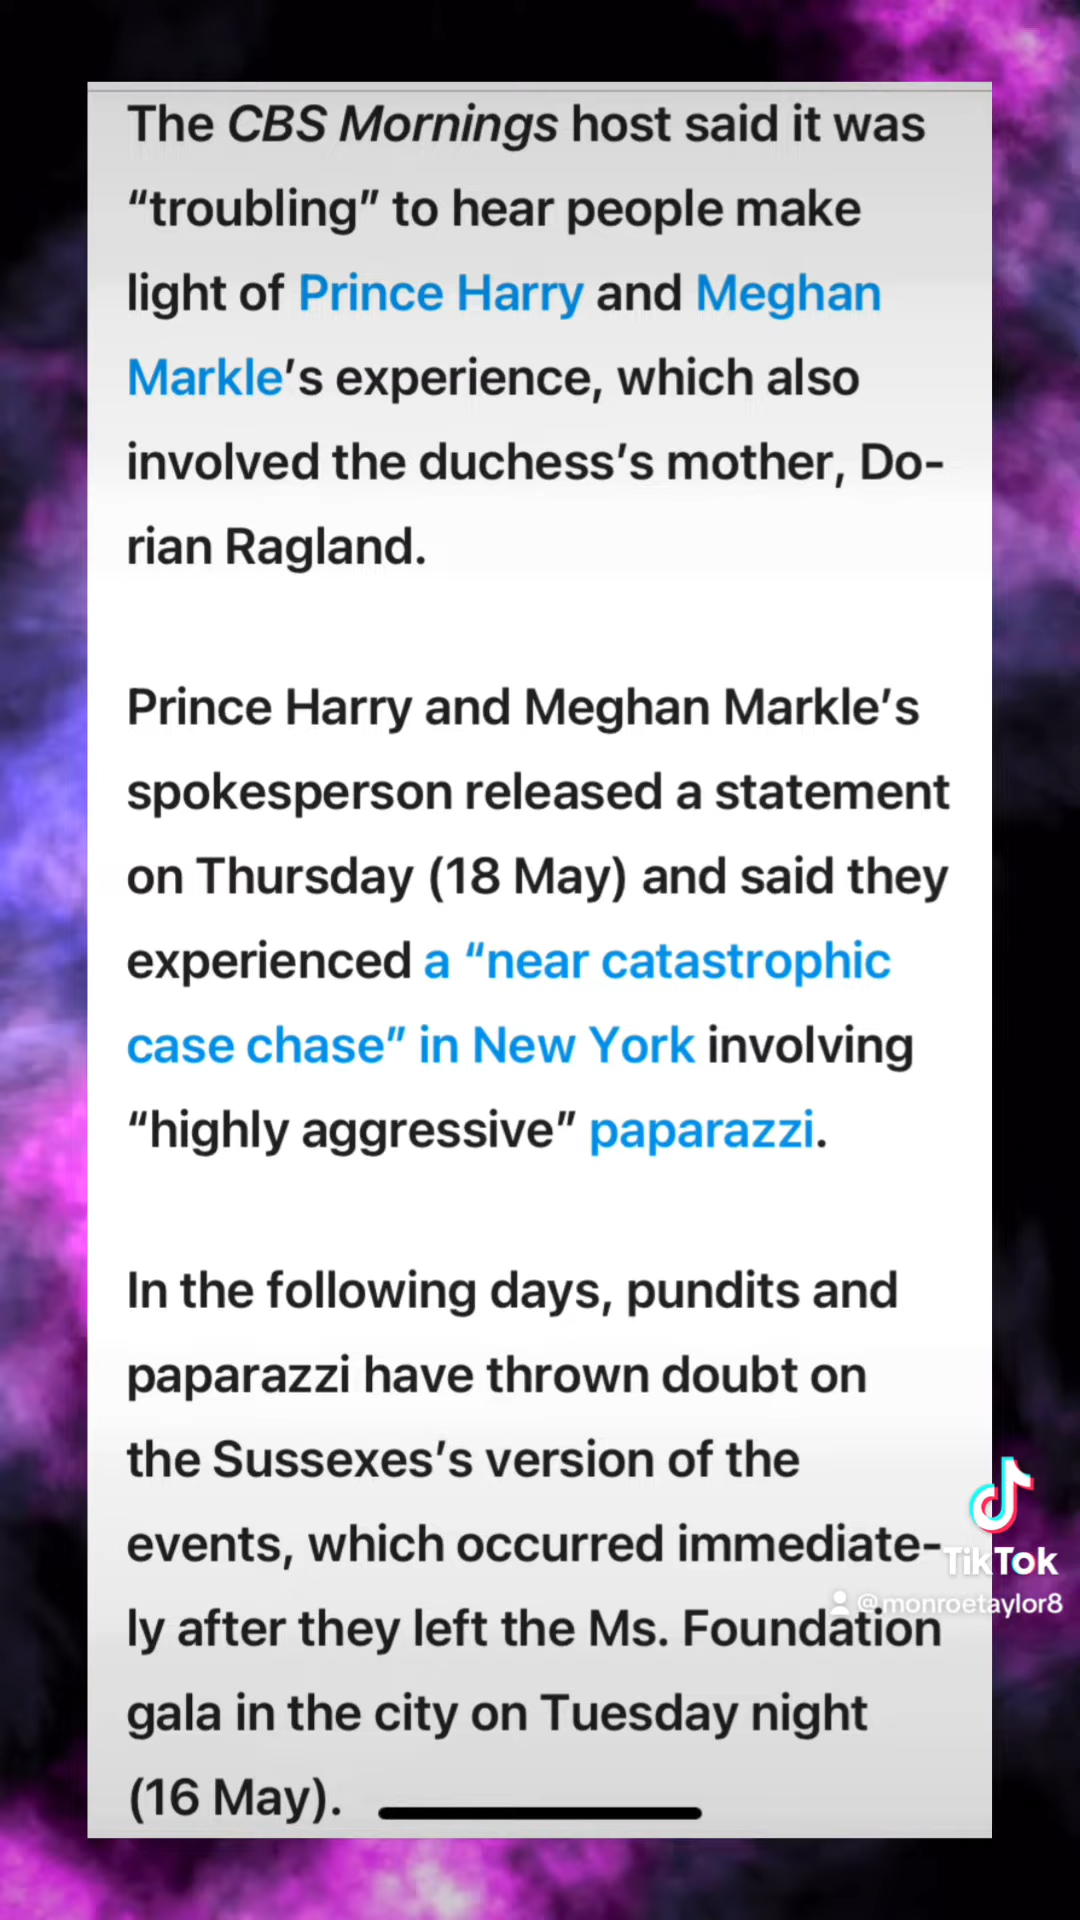 The CBS Mornings host said it was
“troubling” to hear people make
light of Prince Harry and Meghan
Markle’s experience, which also
involved the duchess’s mother, Do-
rian Ragland.
Prince Harry and Meghan Markle’s
spokesperson released a statement
on Thursday (18 May) and said they
experienced a “near catastrophic
case chase” in New York involving
“highly aggressive” paparazzi.
In the following days, pundits and
paparazzi have thrown doubt on
the Sussexes’s version of the
events, which occurred immediate-
ly after they left the Ms. Foundation
gala in the city on Tuesday night
(16 May).
TikTok
@monroetaylor8